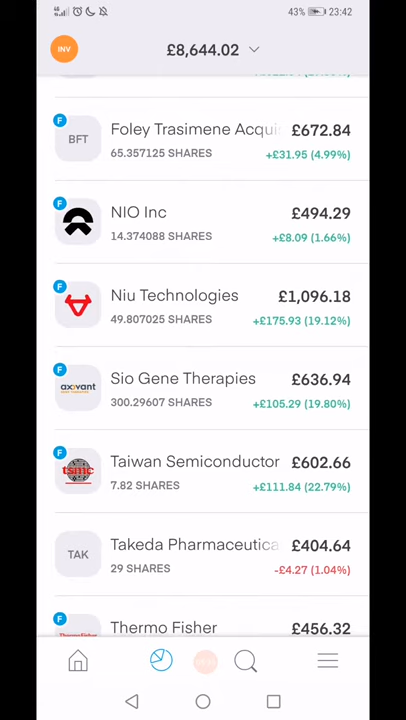 43% 23:42
INV
£8,644.02
Foley Trasimene Acqui
£672.84
BFT
65.357125 SHARES
+£31.95 (4.99%)
F
NIO Inc
£494.29
14.374088 SHARES
+£8.09 (1.66%)
F
Niu Technologies
£1,096.18
49.807025 SHARES
+£175.93 (19.12%)
F
Sio Gene Therapies
£636.94
axovant
300.29607 SHARES
+£105.29 (19.80%)
F
Taiwan Semiconductor
£602.66
tsmc
7.82 SHARES
+£111.84 (22.79%)
Takeda Pharmaceutica
£404.64
TAK
29 SHARES
-£4.27 (1.04%)
F
Thermo Fisher
£456.32